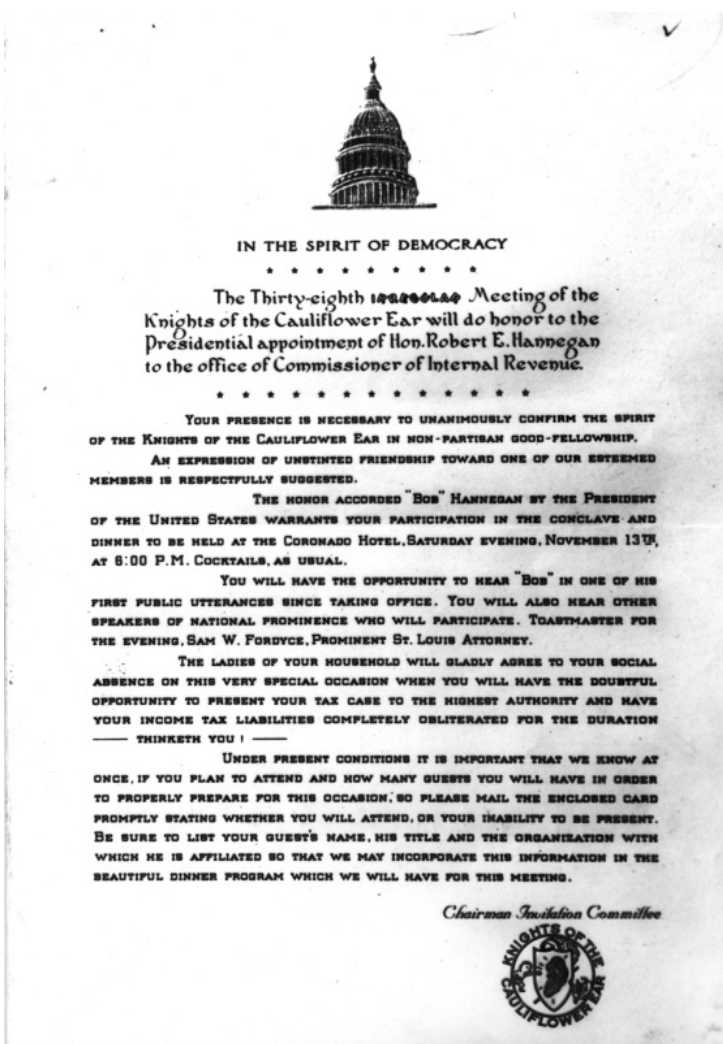 IN THE SPIRIT OF DEMOCRACY
* * * * * * * * *
The Thirty-eighth IRREGULAR Meeting of the
Knights of the Cauliflower Ear will do honor to the
Presidential appointment of Hon. Robert E. Hannegan
to the office of Commissioner of Internal Revenue.
* * * * * * * * * * * * *
YOUR PRESENCE IS NECESSARY TO UNANIMOUSLY CONFIRM THE SPIRIT
OF THE KNIGHTS OF THE CAULIFLOWER EAR IN NON-PARTISAN GOOD-FELLOWSHIP.
AN EXPRESSION OF UNSTINTED FRIENDSHIP TOWARD ONE OF OUR ESTEEMED
MEMBERS IS RESPECTFULLY SUGGESTED.
THE HONOR ACCORDED "BOB" HANNEGAN BY THE PRESIDENT
OF THE UNITED STATES WARRANTS YOUR PARTICIPATION IN THE CONCLAVE AND
DINNER TO BE HELD AT THE CORONADO HOTEL, SATURDAY EVENING, NOVEMBER 13TH,
AT 6:00 P.M. COCKTAILS, AS USUAL.
YOU WILL HAVE THE OPPORTUNITY TO HEAR "BOB" IN ONE OF HIS
FIRST PUBLIC UTTERANCES SINCE TAKING OFFICE. YOU WILL ALSO HEAR OTHER
SPEAKERS OF NATIONAL PROMINENCE WHO WILL PARTICIPATE. TOASTMASTER FOR
THE EVENING, SAM W. FORDYCE, PROMINENT ST. LOUIS ATTORNEY.
THE LADIES OF YOUR HOUSEHOLD WILL GLADLY AGREE TO YOUR SOCIAL
ABSENCE ON THIS VERY SPECIAL OCCASION WHEN YOU WILL HAVE THE DOUBTFUL
OPPORTUNITY TO PRESENT YOUR TAX CASE TO THE HIGHEST AUTHORITY AND HAVE
YOUR INCOME TAX LIABILITIES COMPLETELY OBLITERATED FOR THE DURATION
—— THINKETH YOU! ——
UNDER PRESENT CONDITIONS IT IS IMPORTANT THAT WE KNOW AT
ONCE, IF YOU PLAN TO ATTEND AND HOW MANY GUESTS YOU WILL HAVE IN ORDER
TO PROPERLY PREPARE FOR THIS OCCASION, SO PLEASE MAIL THE ENCLOSED CARD
PROMPTLY STATING WHETHER YOU WILL ATTEND, OR YOUR INABILITY TO BE PRESENT.
BE SURE TO LIST YOUR GUEST'S NAME, HIS TITLE AND THE ORGANIZATION WITH
WHICH HE IS AFFILIATED SO THAT WE MAY INCORPORATE THIS INFORMATION IN THE
BEAUTIFUL DINNER PROGRAM WHICH WE WILL HAVE FOR THIS MEETING.
Chairman Invitation Committee
KNIGHTS OF THE
CAULIFLOWER EAR